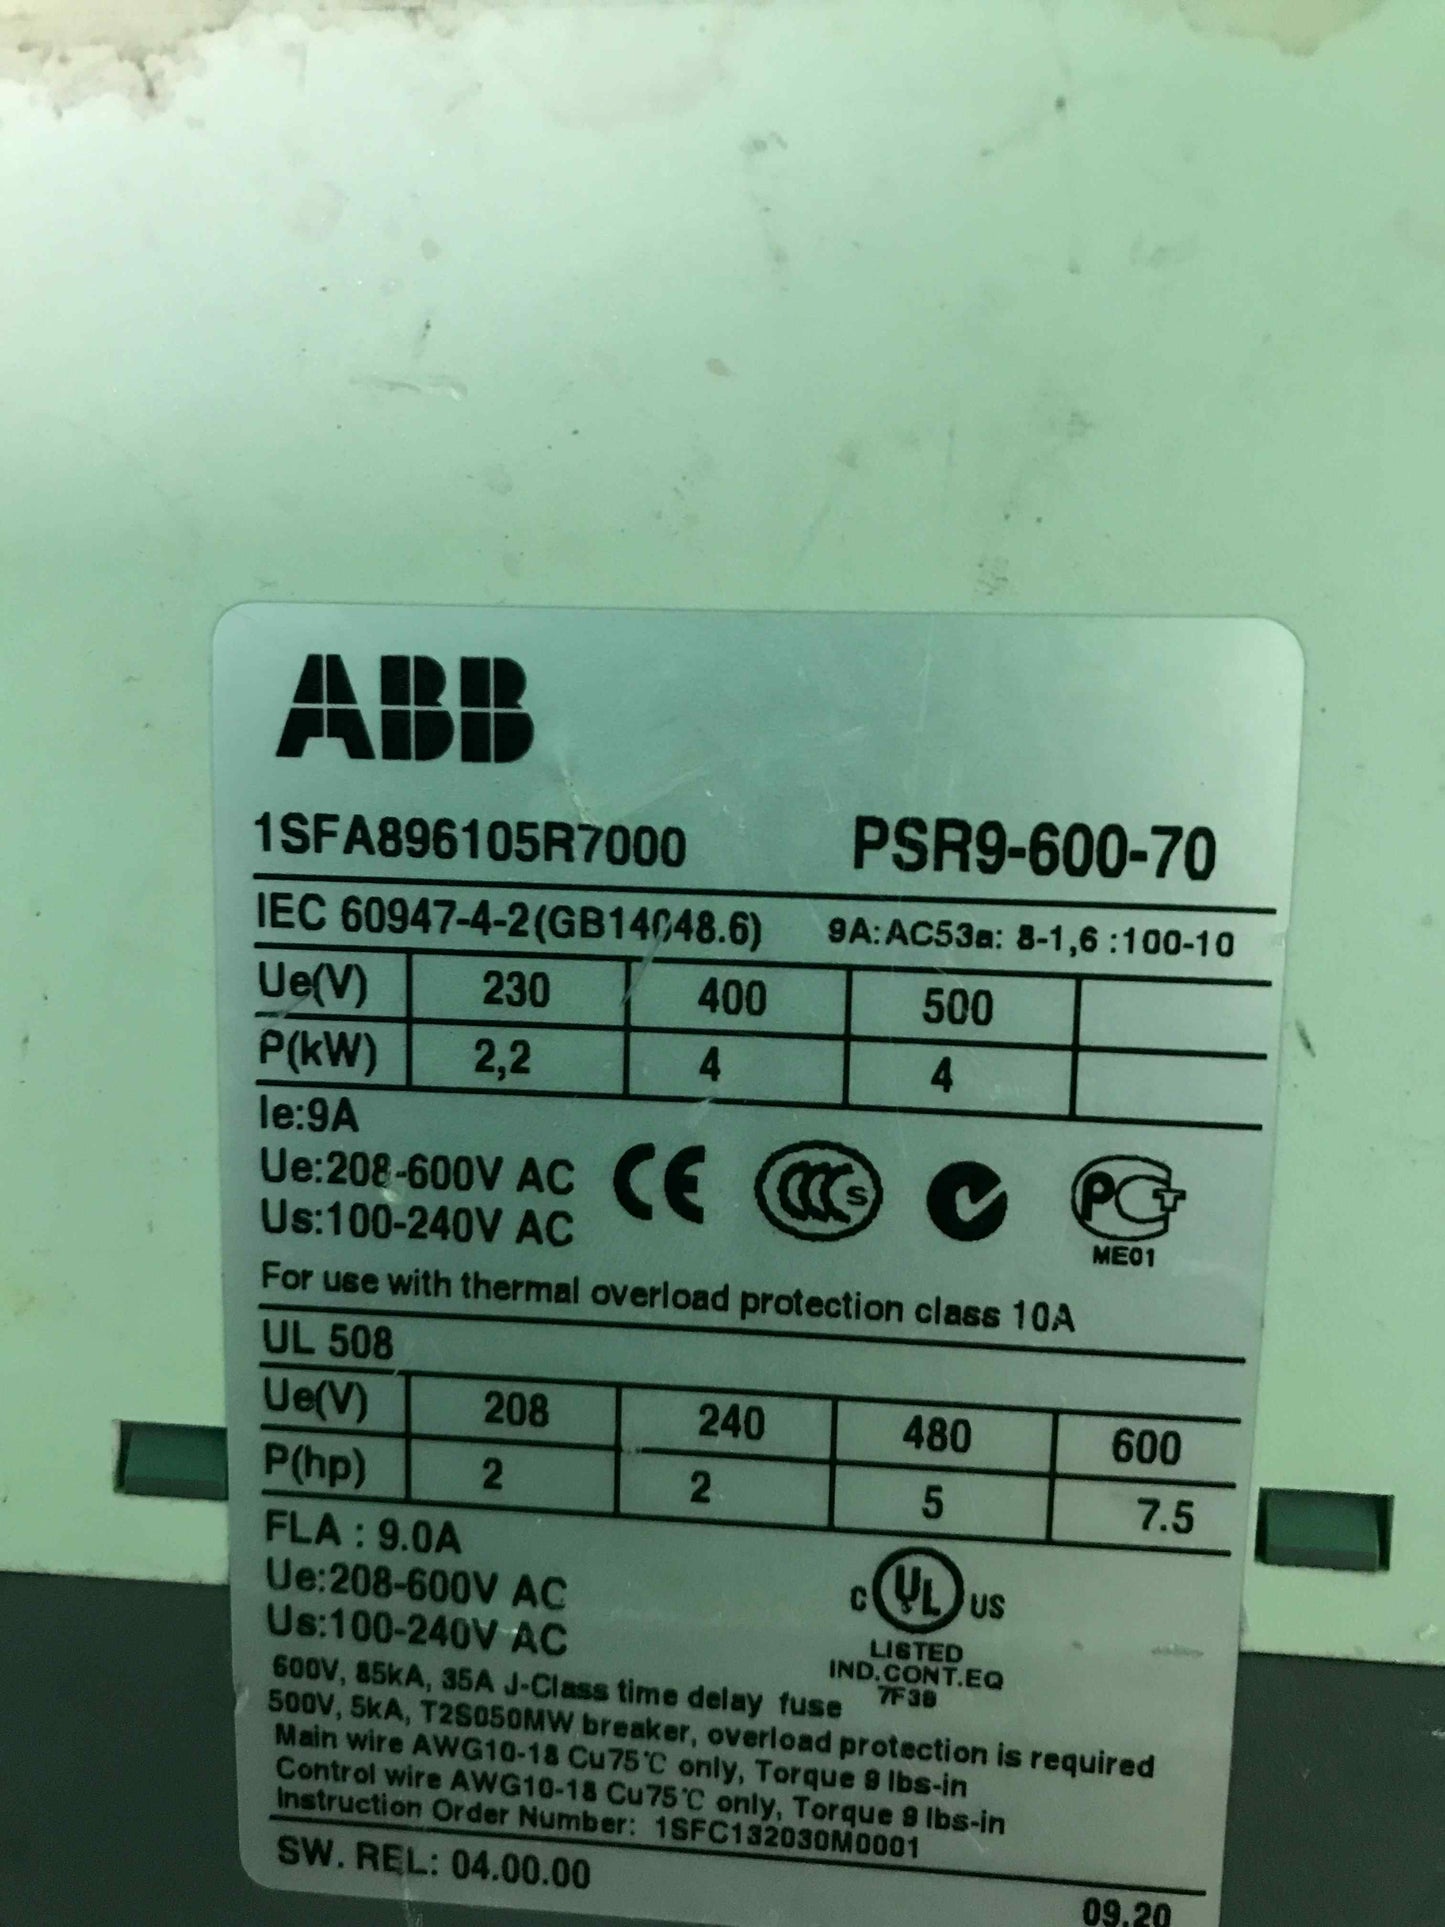 ABB
1SFA896105R7000 PSR9-600-70
IEC 60947-4-2(GB14048.6) 9A:AC53a: 8-1,6 :100-10
Ue(V) 230 400 500
P(kW) 2,2 4 4
Ie:9A
Ue:208-600V AC
Us:100-240V AC
CE CCC S PCT
ME01
For use with thermal overload protection class 10A
UL 508
Ue(V) 208 240 480 600
P(hp) 2 2 5 7.5
FLA : 9.0A
Ue:208-600V AC
Us:100-240V AC
C UL US
LISTED
IND.CONT.EQ
7F38
600V, 85kA, 35A J-Class time delay fuse
500V, 5kA, T2S050MW breaker, overload protection is required
Main wire AWG10-18 Cu75℃ only, Torque 9 lbs-in
Control wire AWG10-18 Cu75℃ only, Torque 9 lbs-in
Instruction Order Number: 1SFC132030M0001
SW. REL: 04.00.00
09.20